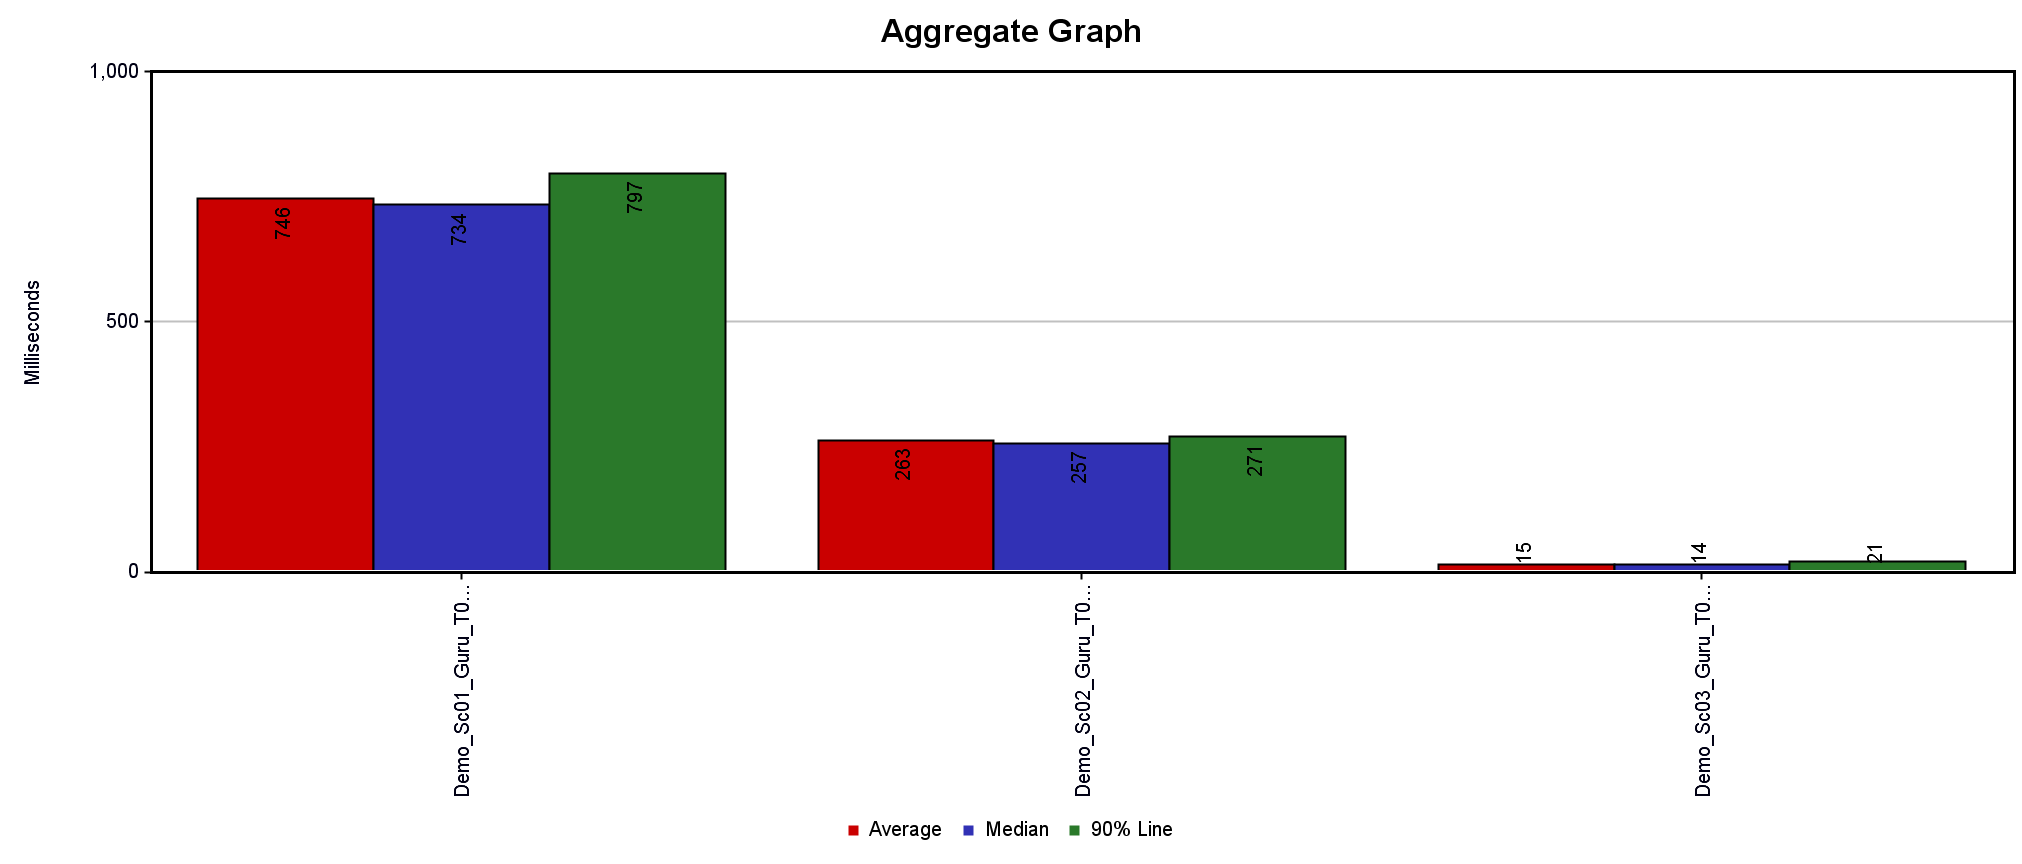 Aggregate Graph
1,000
500
0
Milliseconds
746
734
797
263
257
271
15
14
21
Demo_Sc01_Guru_T0...
Demo_Sc02_Guru_T0...
Demo_Sc03_Guru_T0...
Average
Median
90% Line